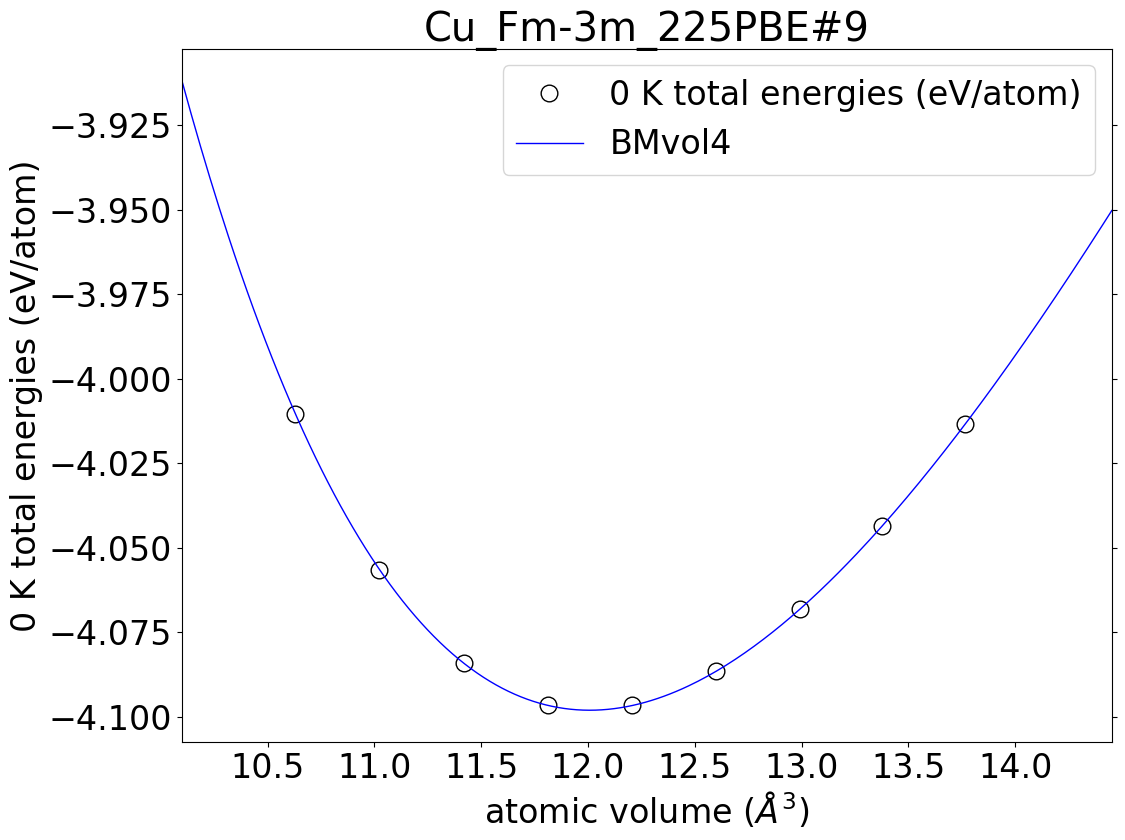 Cu_Fm-3m_225PBE#9
0 K total energies (eV/atom)
BMvol4
0 K total energies (eV/atom)
−3.925
−3.950
−3.975
−4.000
−4.025
−4.050
−4.075
−4.100
10.5 11.0 11.5 12.0 12.5 13.0 13.5 14.0
atomic volume (Å³)